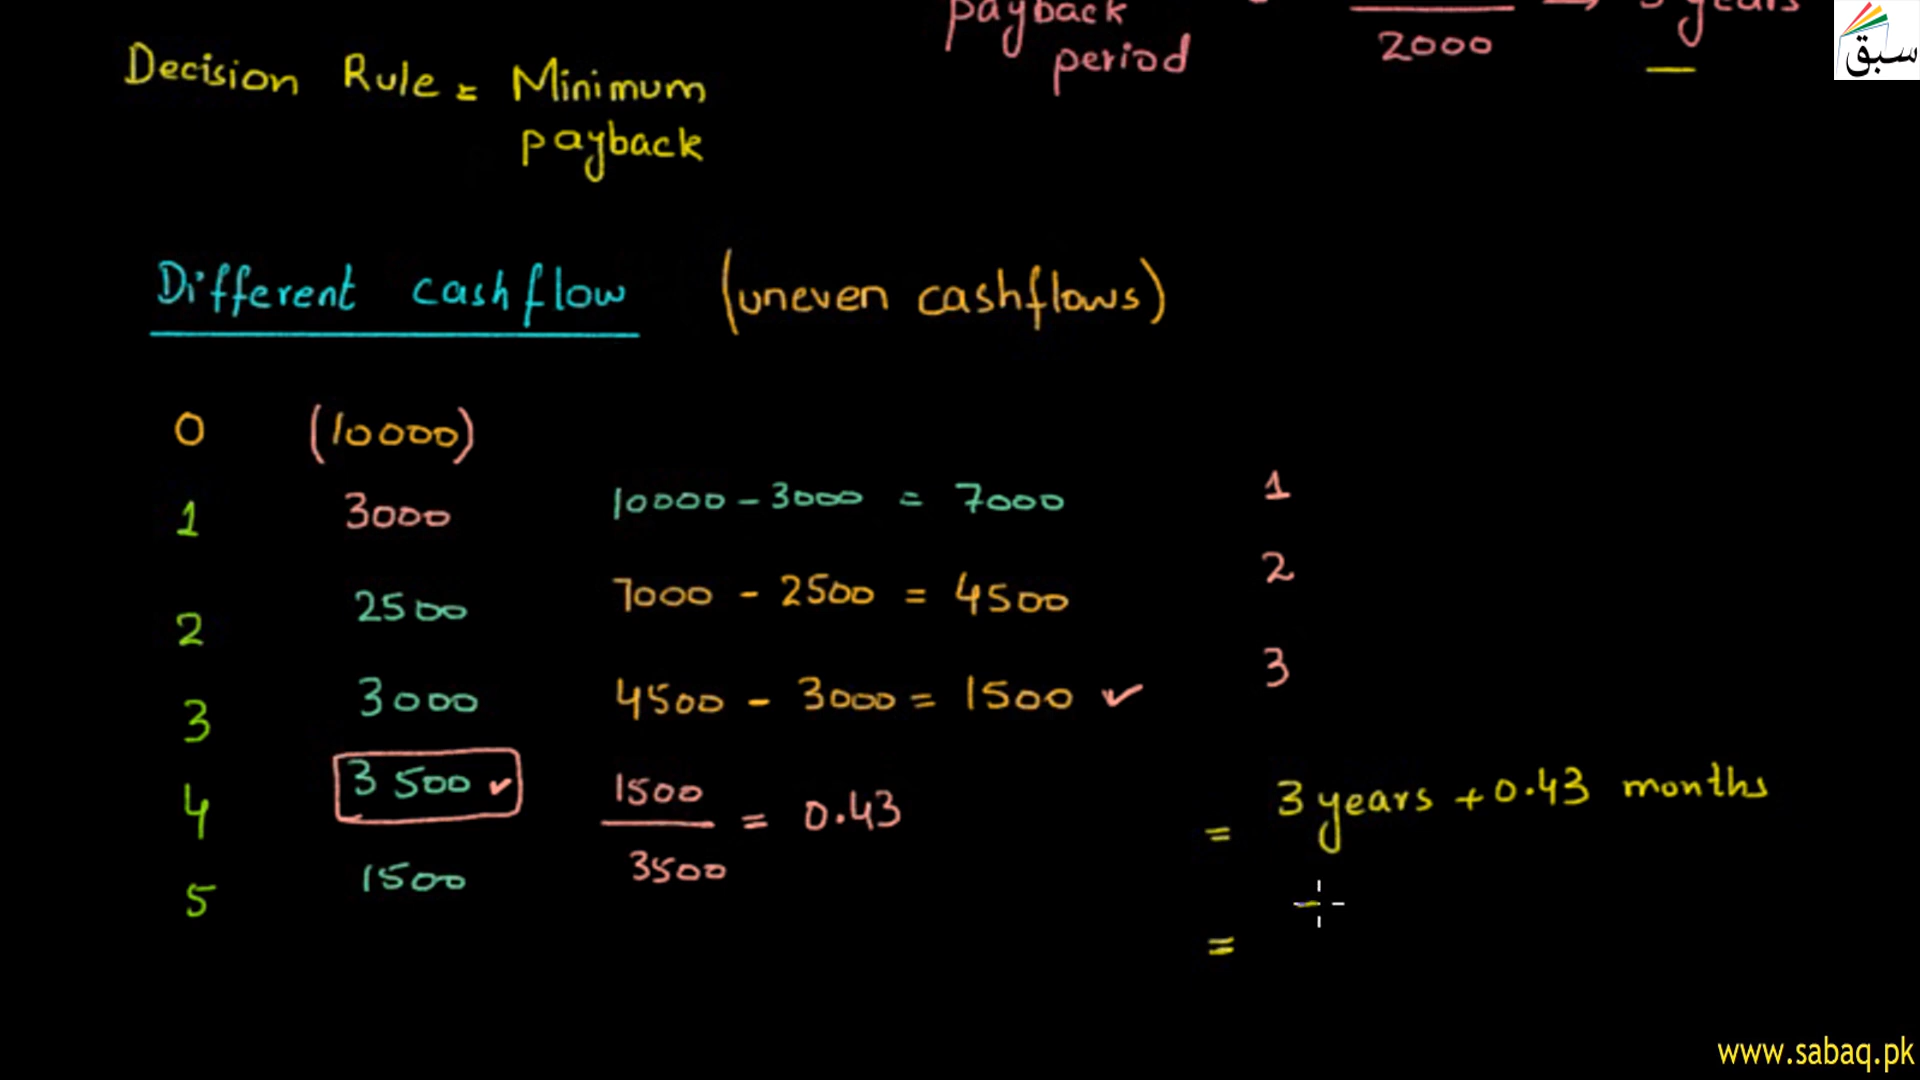 payback
period
2000
years
سبق
Decision Rule = Minimum
payback
Different cashflow (uneven cashflows)
0 (10000)
1 3000 10000 - 3000 = 7000 1
2 2500 7000 - 2500 = 4500 2
3 3000 4500 - 3000 = 1500 ✓ 3
4 3500 ✓ 1500 / 3500 = 0.43 = 3 years + 0.43 months
5 1500
=
www.sabaq.pk